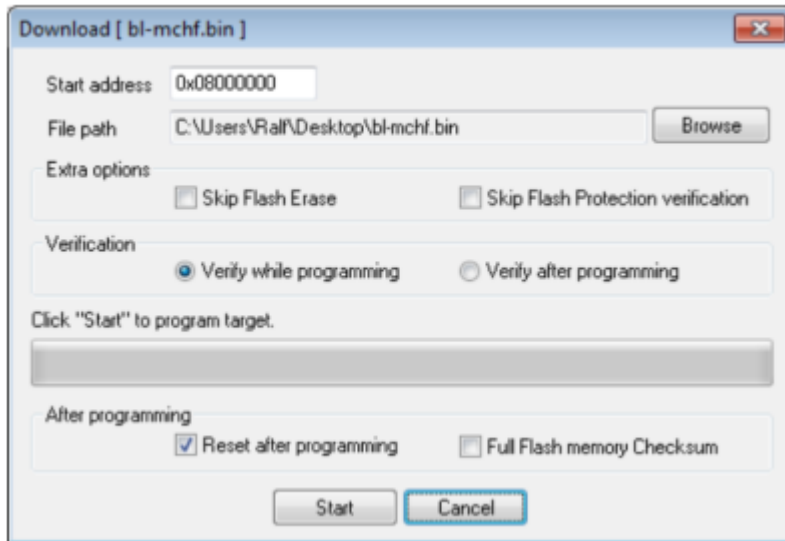 Download [ bl-mchf.bin ]
Start address 0x08000000
File path C:\Users\Ralf\Desktop\bl-mchf.bin Browse
Extra options
Skip Flash Erase Skip Flash Protection verification
Verification
Verify while programming Verify after programming
Click "Start" to program target.
After programming
Reset after programming Full Flash memory Checksum
Start Cancel